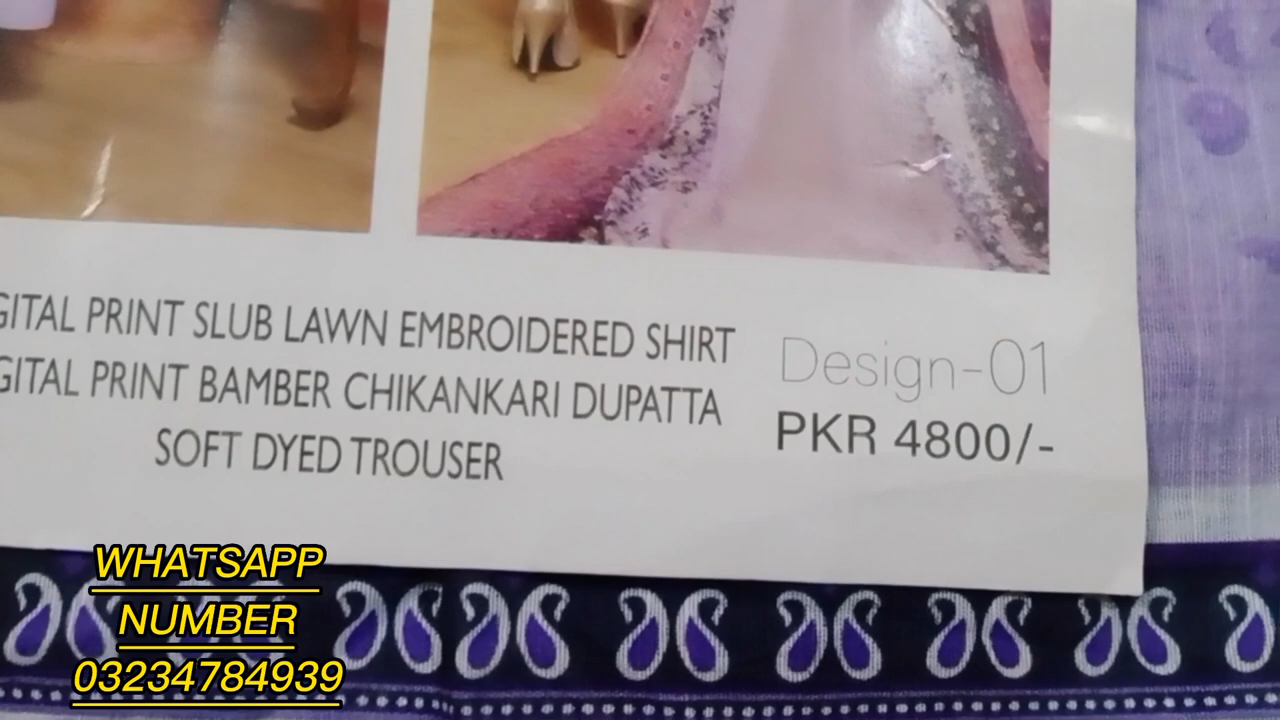 GITAL PRINT SLUB LAWN EMBROIDERED SHIRT
GITAL PRINT BAMBER CHIKANKARI DUPATTA
SOFT DYED TROUSER
Design-01
PKR 4800/-
WHATSAPP
NUMBER
03234784939